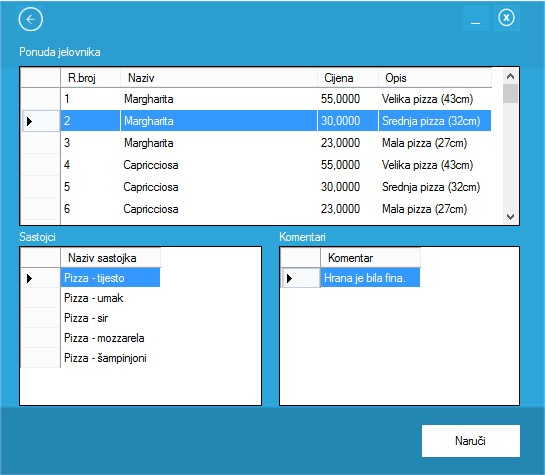 Ponuda jelovnika
R.broj Naziv Cijena Opis
1 Margharita 55,0000 Velika pizza (43cm)
2 Margharita 30,0000 Srednja pizza (32cm)
3 Margharita 23,0000 Mala pizza (27cm)
4 Capricciosa 55,0000 Velika pizza (43cm)
5 Capricciosa 30,0000 Srednja pizza (32cm)
6 Capricciosa 23,0000 Mala pizza (27cm)
Sastojci
Naziv sastojka
Pizza - tijesto
Pizza - umak
Pizza - sir
Pizza - mozzarela
Pizza - šampinjoni
Komentari
Komentar
Hrana je bila fina.
Naruči